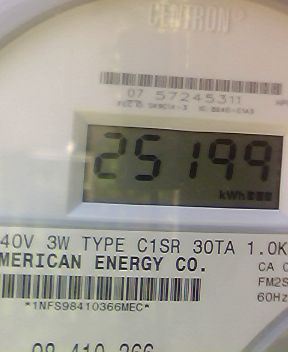 CENTRON
07 57245311
25199
kWh
40V 3W TYPE C1SR 30TA 1.0K
MERICAN ENERGY CO.
CA 0
FM2S
60Hz
*1NFS98410366MEC*
98 410 366